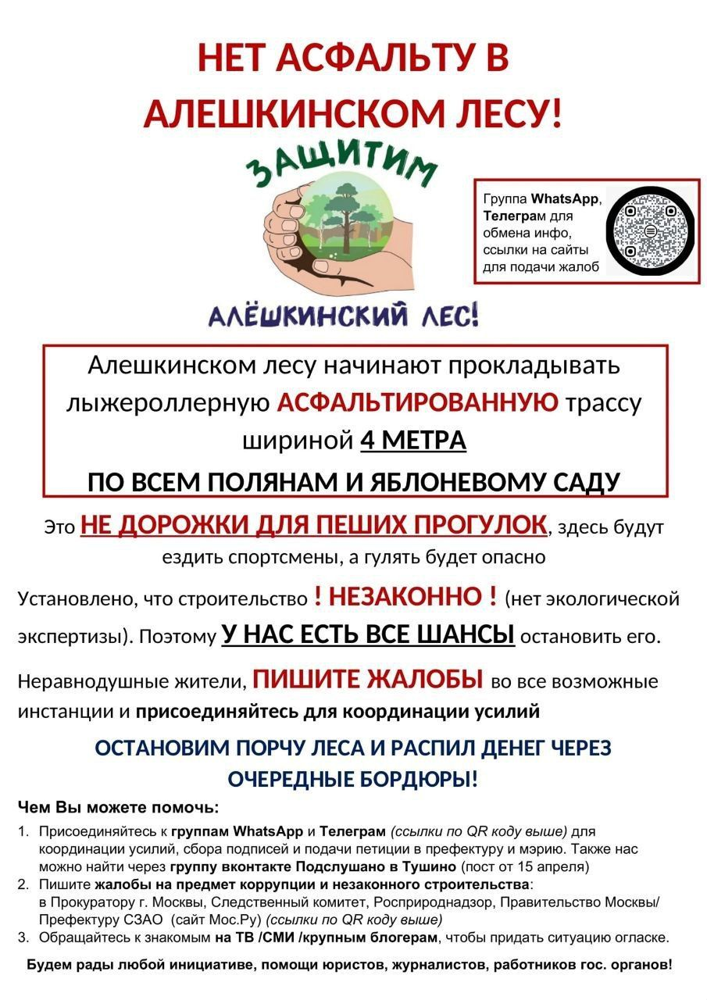 НЕТ АСФАЛЬТУ В
АЛЕШКИНСКОМ ЛЕСУ!
ЗАЩИТИМ
АЛЁШКИНСКИЙ ЛЕС!
Группа WhatsApp,
Телеграм для
обмена инфо,
ссылки на сайты
для подачи жалоб
Алешкинском лесу начинают прокладывать
лыжероллерную АСФАЛЬТИРОВАННУЮ трассу
шириной 4 МЕТРА
ПО ВСЕМ ПОЛЯНАМ И ЯБЛОНЕВОМУ САДУ
Это НЕ ДОРОЖКИ ДЛЯ ПЕШИХ ПРОГУЛОК, здесь будут
ездить спортсмены, а гулять будет опасно
Установлено, что строительство ! НЕЗАКОННО ! (нет экологической
экспертизы). Поэтому У НАС ЕСТЬ ВСЕ ШАНСЫ остановить его.
Неравнодушные жители, ПИШИТЕ ЖАЛОБЫ во все возможные
инстанции и присоединяйтесь для координации усилий
ОСТАНОВИМ ПОРЧУ ЛЕСА И РАСПИЛ ДЕНЕГ ЧЕРЕЗ
ОЧЕРЕДНЫЕ БОРДЮРЫ!
Чем Вы можете помочь:
1. Присоединяйтесь к группам WhatsApp и Телеграм (ссылки по QR коду выше) для
координации усилий, сбора подписей и подачи петиции в префектуру и мэрию. Также нас
можно найти через группу вконтакте Подслушано в Тушино (пост от 15 апреля)
2. Пишите жалобы на предмет коррупции и незаконного строительства:
в Прокуратору г. Москвы, Следственный комитет, Росприроднадзор, Правительство Москвы/
Префектуру СЗАО (сайт Мос.Ру) (ссылки по QR коду выше)
3. Обращайтесь к знакомым на ТВ /СМИ /крупным блогерам, чтобы придать ситуацию огласке.
Будем рады любой инициативе, помощи юристов, журналистов, работников гос. органов!